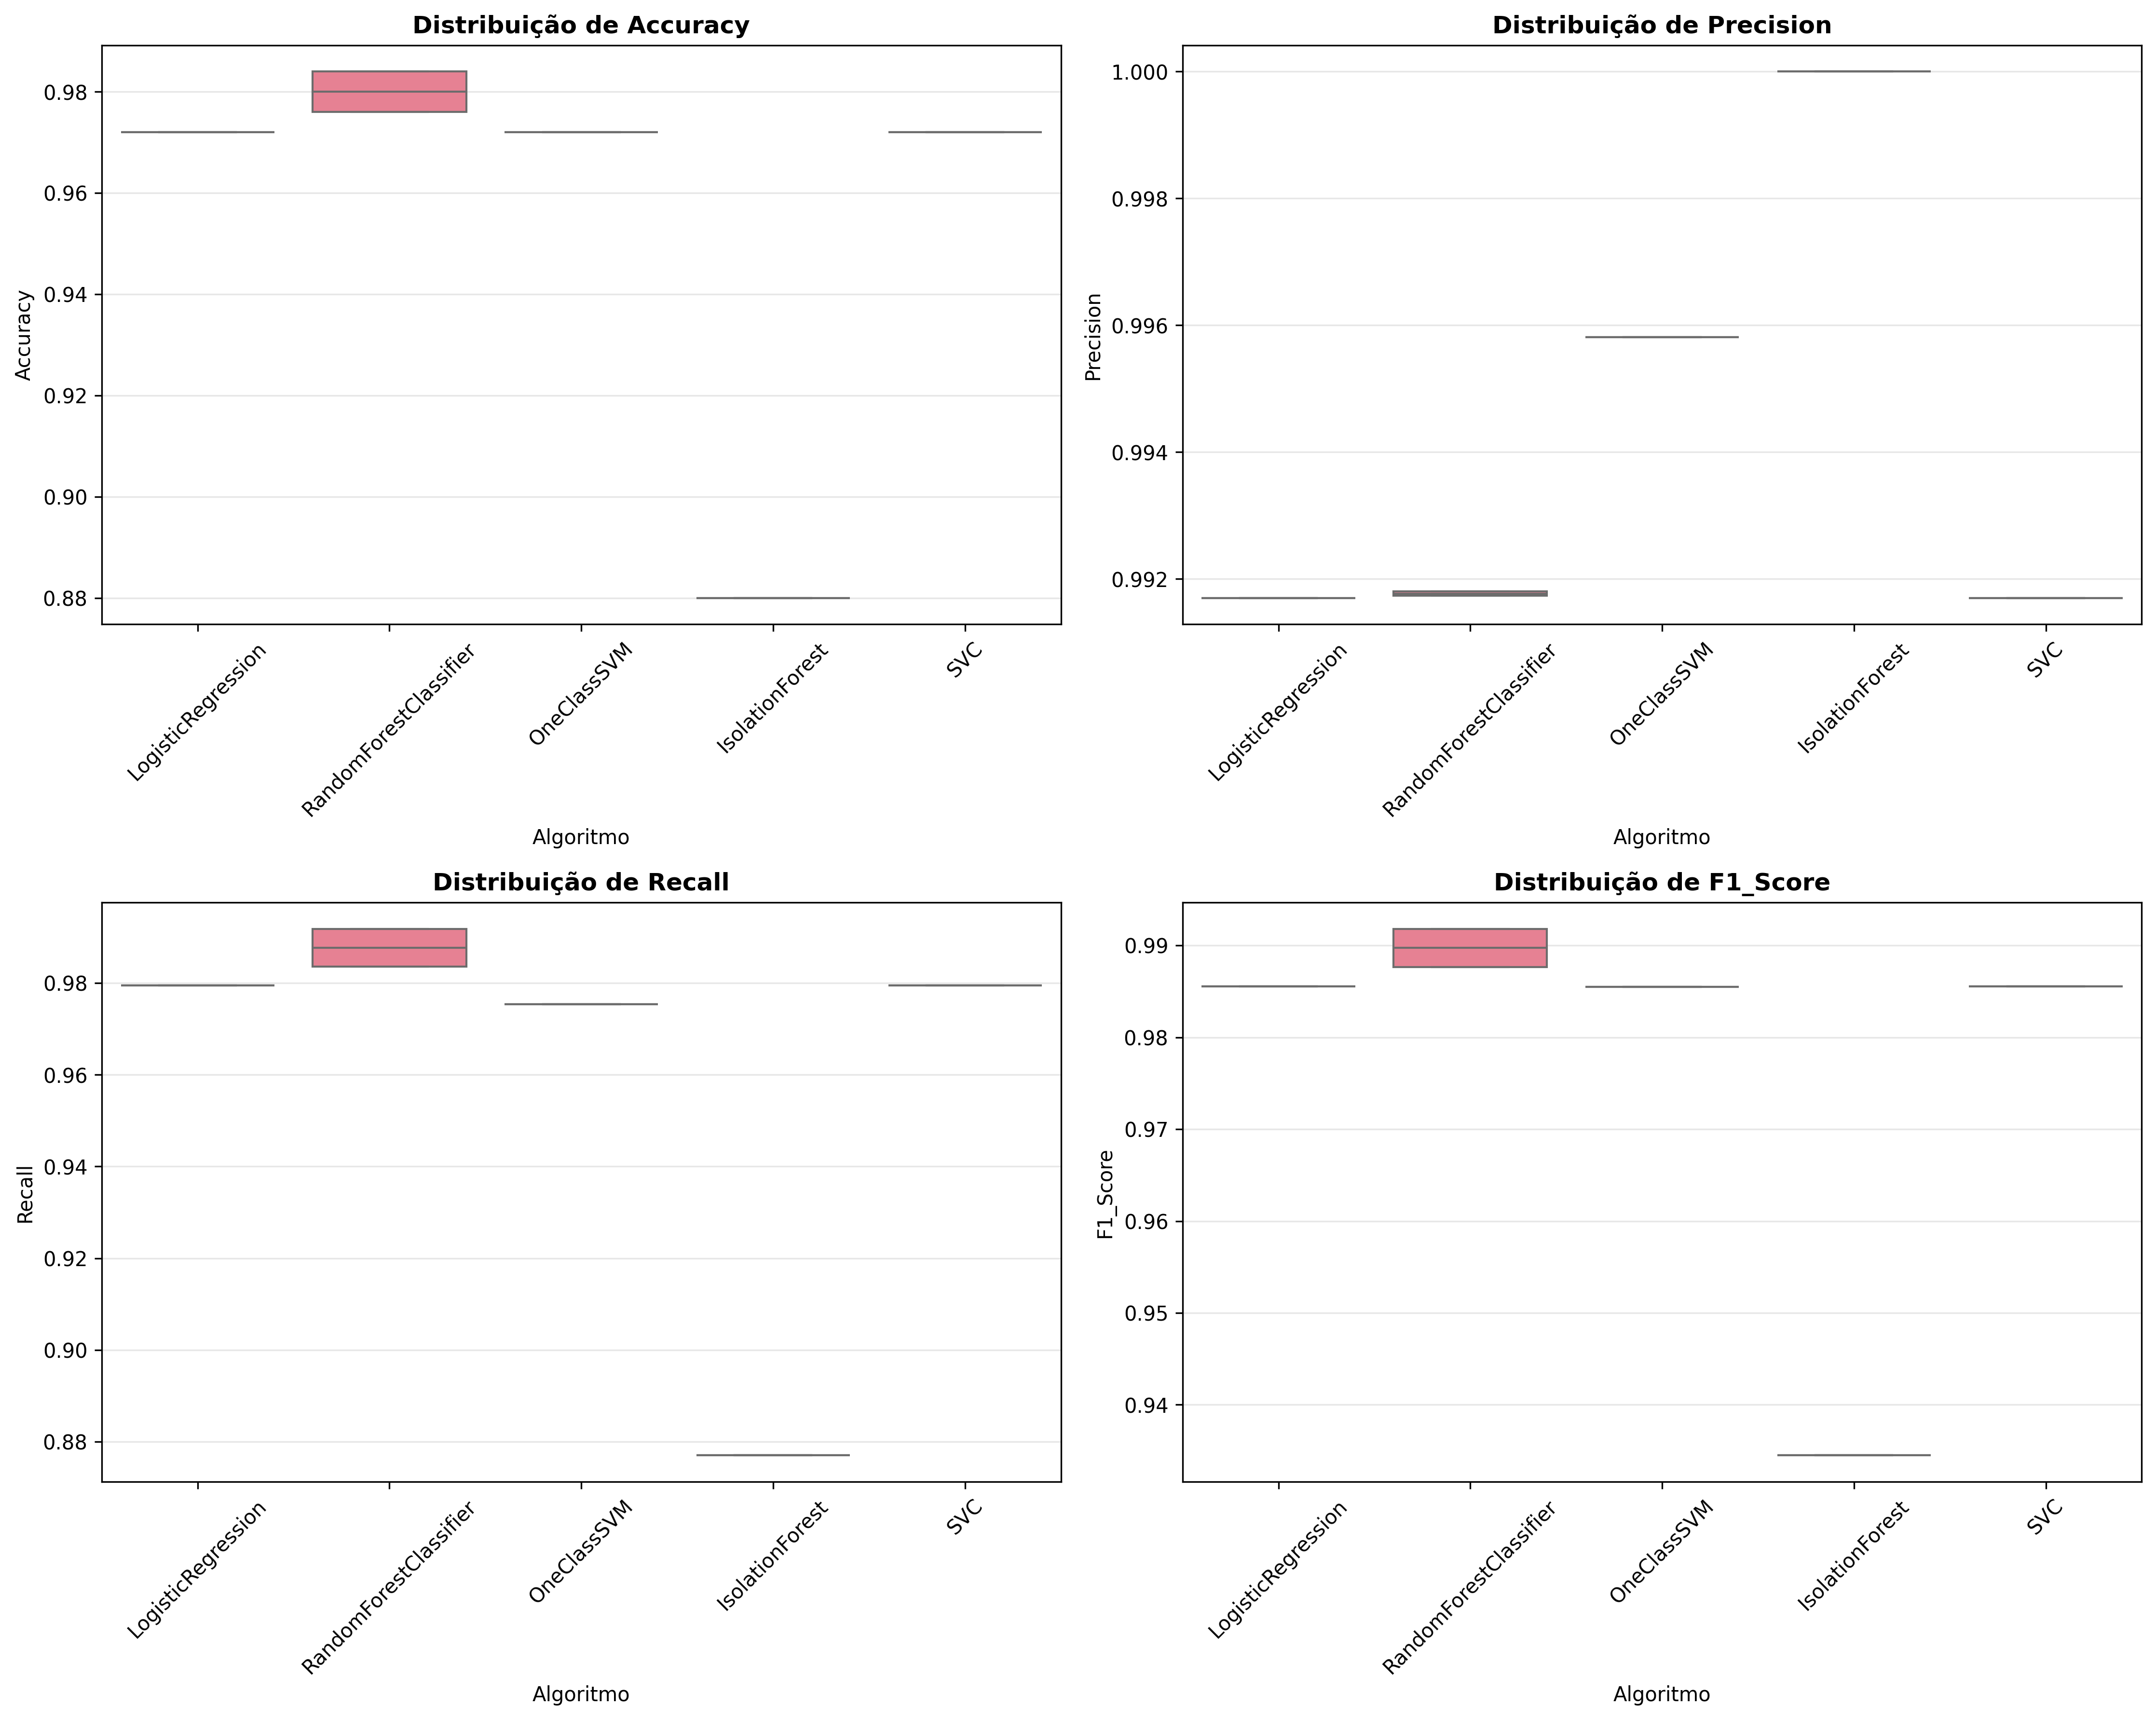 Distribuição de Accuracy
Accuracy
0.98
0.96
0.94
0.92
0.90
0.88
LogisticRegression
RandomForestClassifier
OneClassSVM
IsolationForest
SVC
Algoritmo
Distribuição de Precision
Precision
1.000
0.998
0.996
0.994
0.992
LogisticRegression
RandomForestClassifier
OneClassSVM
IsolationForest
SVC
Algoritmo
Distribuição de Recall
Recall
0.98
0.96
0.94
0.92
0.90
0.88
LogisticRegression
RandomForestClassifier
OneClassSVM
IsolationForest
SVC
Algoritmo
Distribuição de F1_Score
F1_Score
0.99
0.98
0.97
0.96
0.95
0.94
LogisticRegression
RandomForestClassifier
OneClassSVM
IsolationForest
SVC
Algoritmo